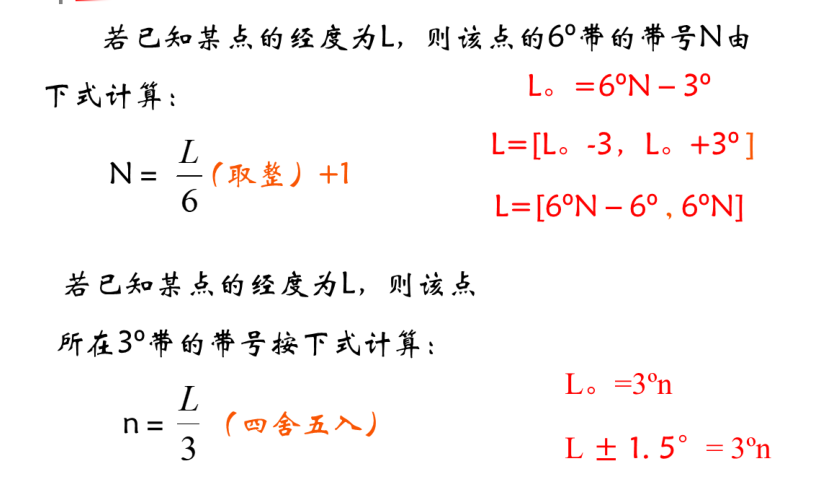 若已知某点的经度为L，则该点的6º带的带号N由
下式计算：
L。=6ºN – 3º
L=[L。-3，L。+3º]
N = L/6（取整）+1
L=[6ºN – 6º , 6ºN]
若已知某点的经度为L，则该点
所在3º带的带号按下式计算：
L。=3ºn
n = L/3（四舍五入）
L ± 1.5° = 3ºn